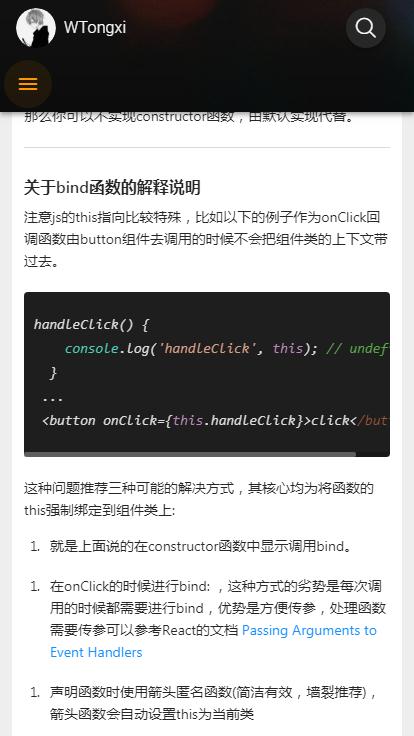 WTongxi
那么你可以不实现constructor函数，由默认实现代替。
关于bind函数的解释说明
注意js的this指向比较特殊，比如以下的例子作为onClick回
调函数由button组件去调用的时候不会把组件类的上下文带
过去。
handleClick() {
console.log('handleClick', this); // undef
}
...
<button onClick={this.handleClick}>click</but
这种问题推荐三种可能的解决方式，其核心均为将函数的
this强制绑定到组件类上:
1. 就是上面说的在constructor函数中显示调用bind。
1. 在onClick的时候进行bind: ，这种方式的劣势是每次调
用的时候都需要进行bind，优势是方便传参，处理函数
需要传参可以参考React的文档 Passing Arguments to
Event Handlers
1. 声明函数时使用箭头匿名函数(简洁有效，墙裂推荐)，
箭头函数会自动设置this为当前类